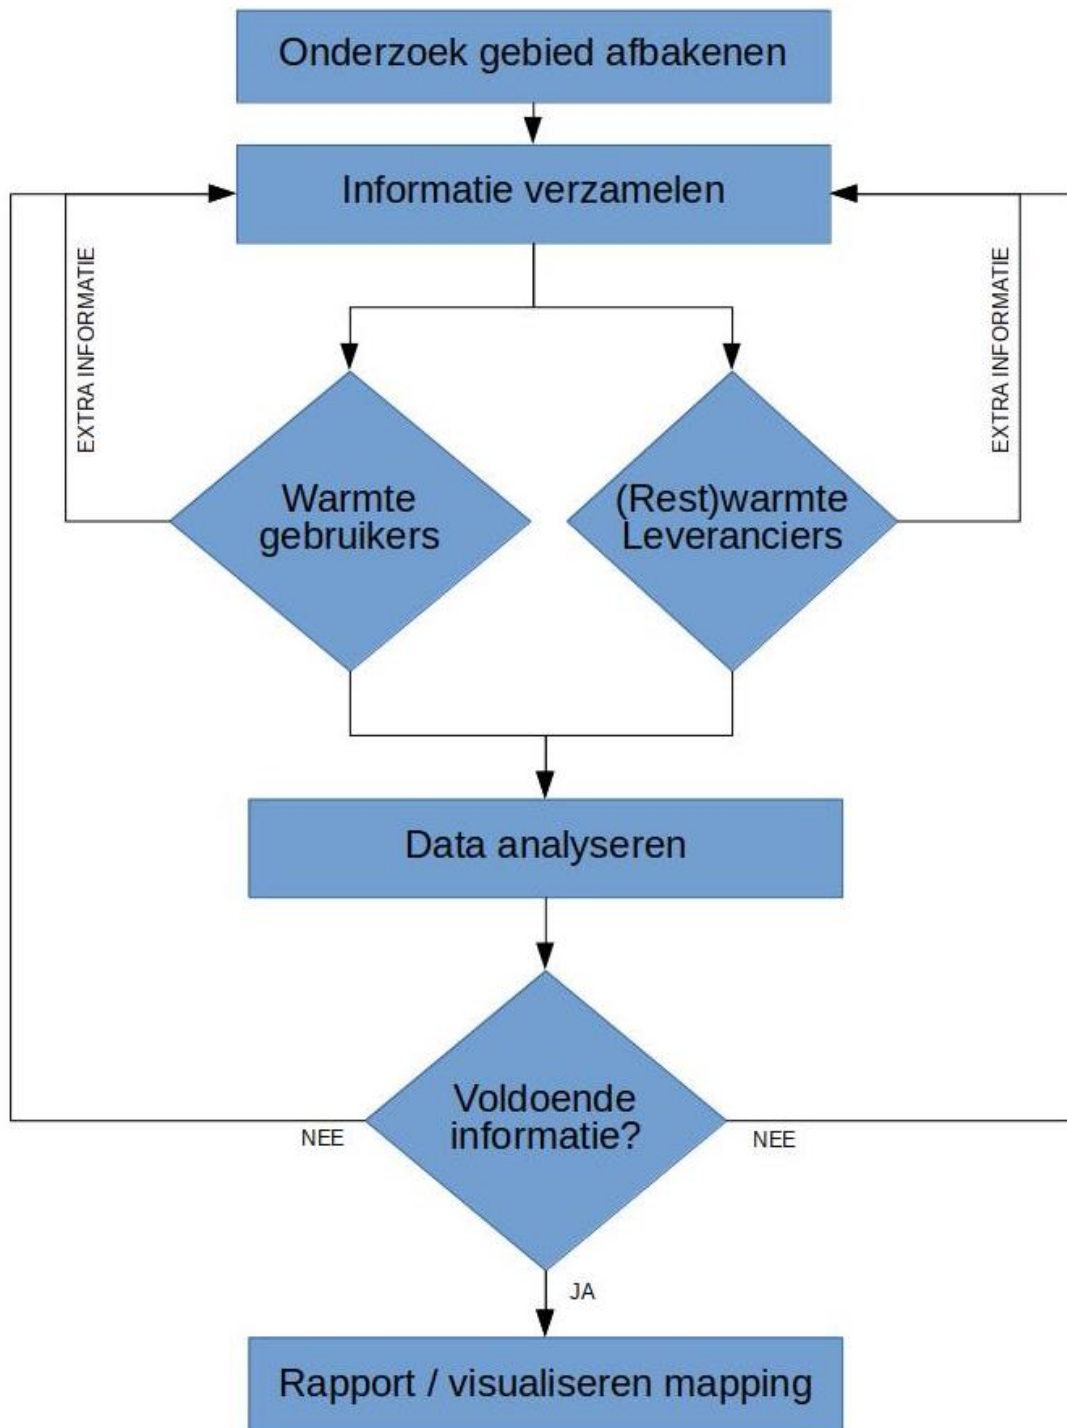 Onderzoek gebied afbakenen
Informatie verzamelen
EXTRA INFORMATIE
EXTRA INFORMATIE
Warmte
gebruikers
(Rest)warmte
Leveranciers
Data analyseren
Voldoende
informatie?
NEE
NEE
JA
Rapport / visualiseren mapping